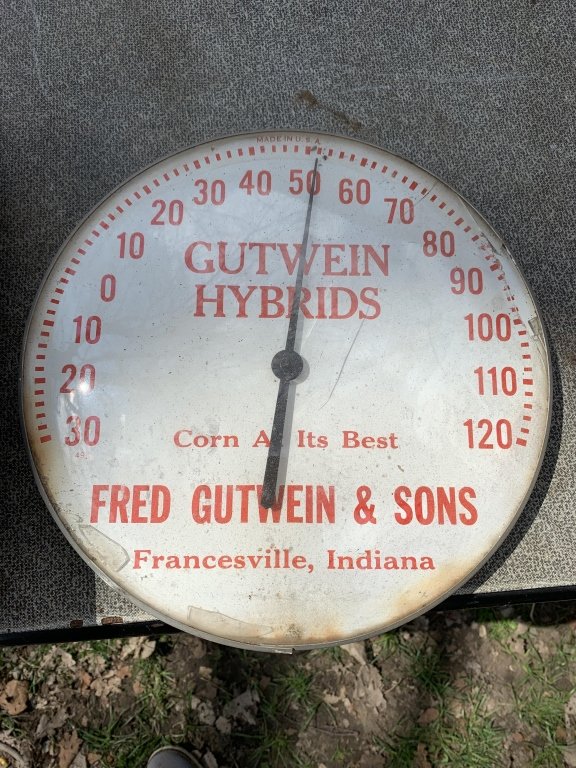 MADE IN U.S.A.
30 20 10 0 10 20 30 40 50 60 70 80 90 100 110 120
GUTWEIN
HYBRIDS
Corn At Its Best
FRED GUTWEIN & SONS
Francesville, Indiana